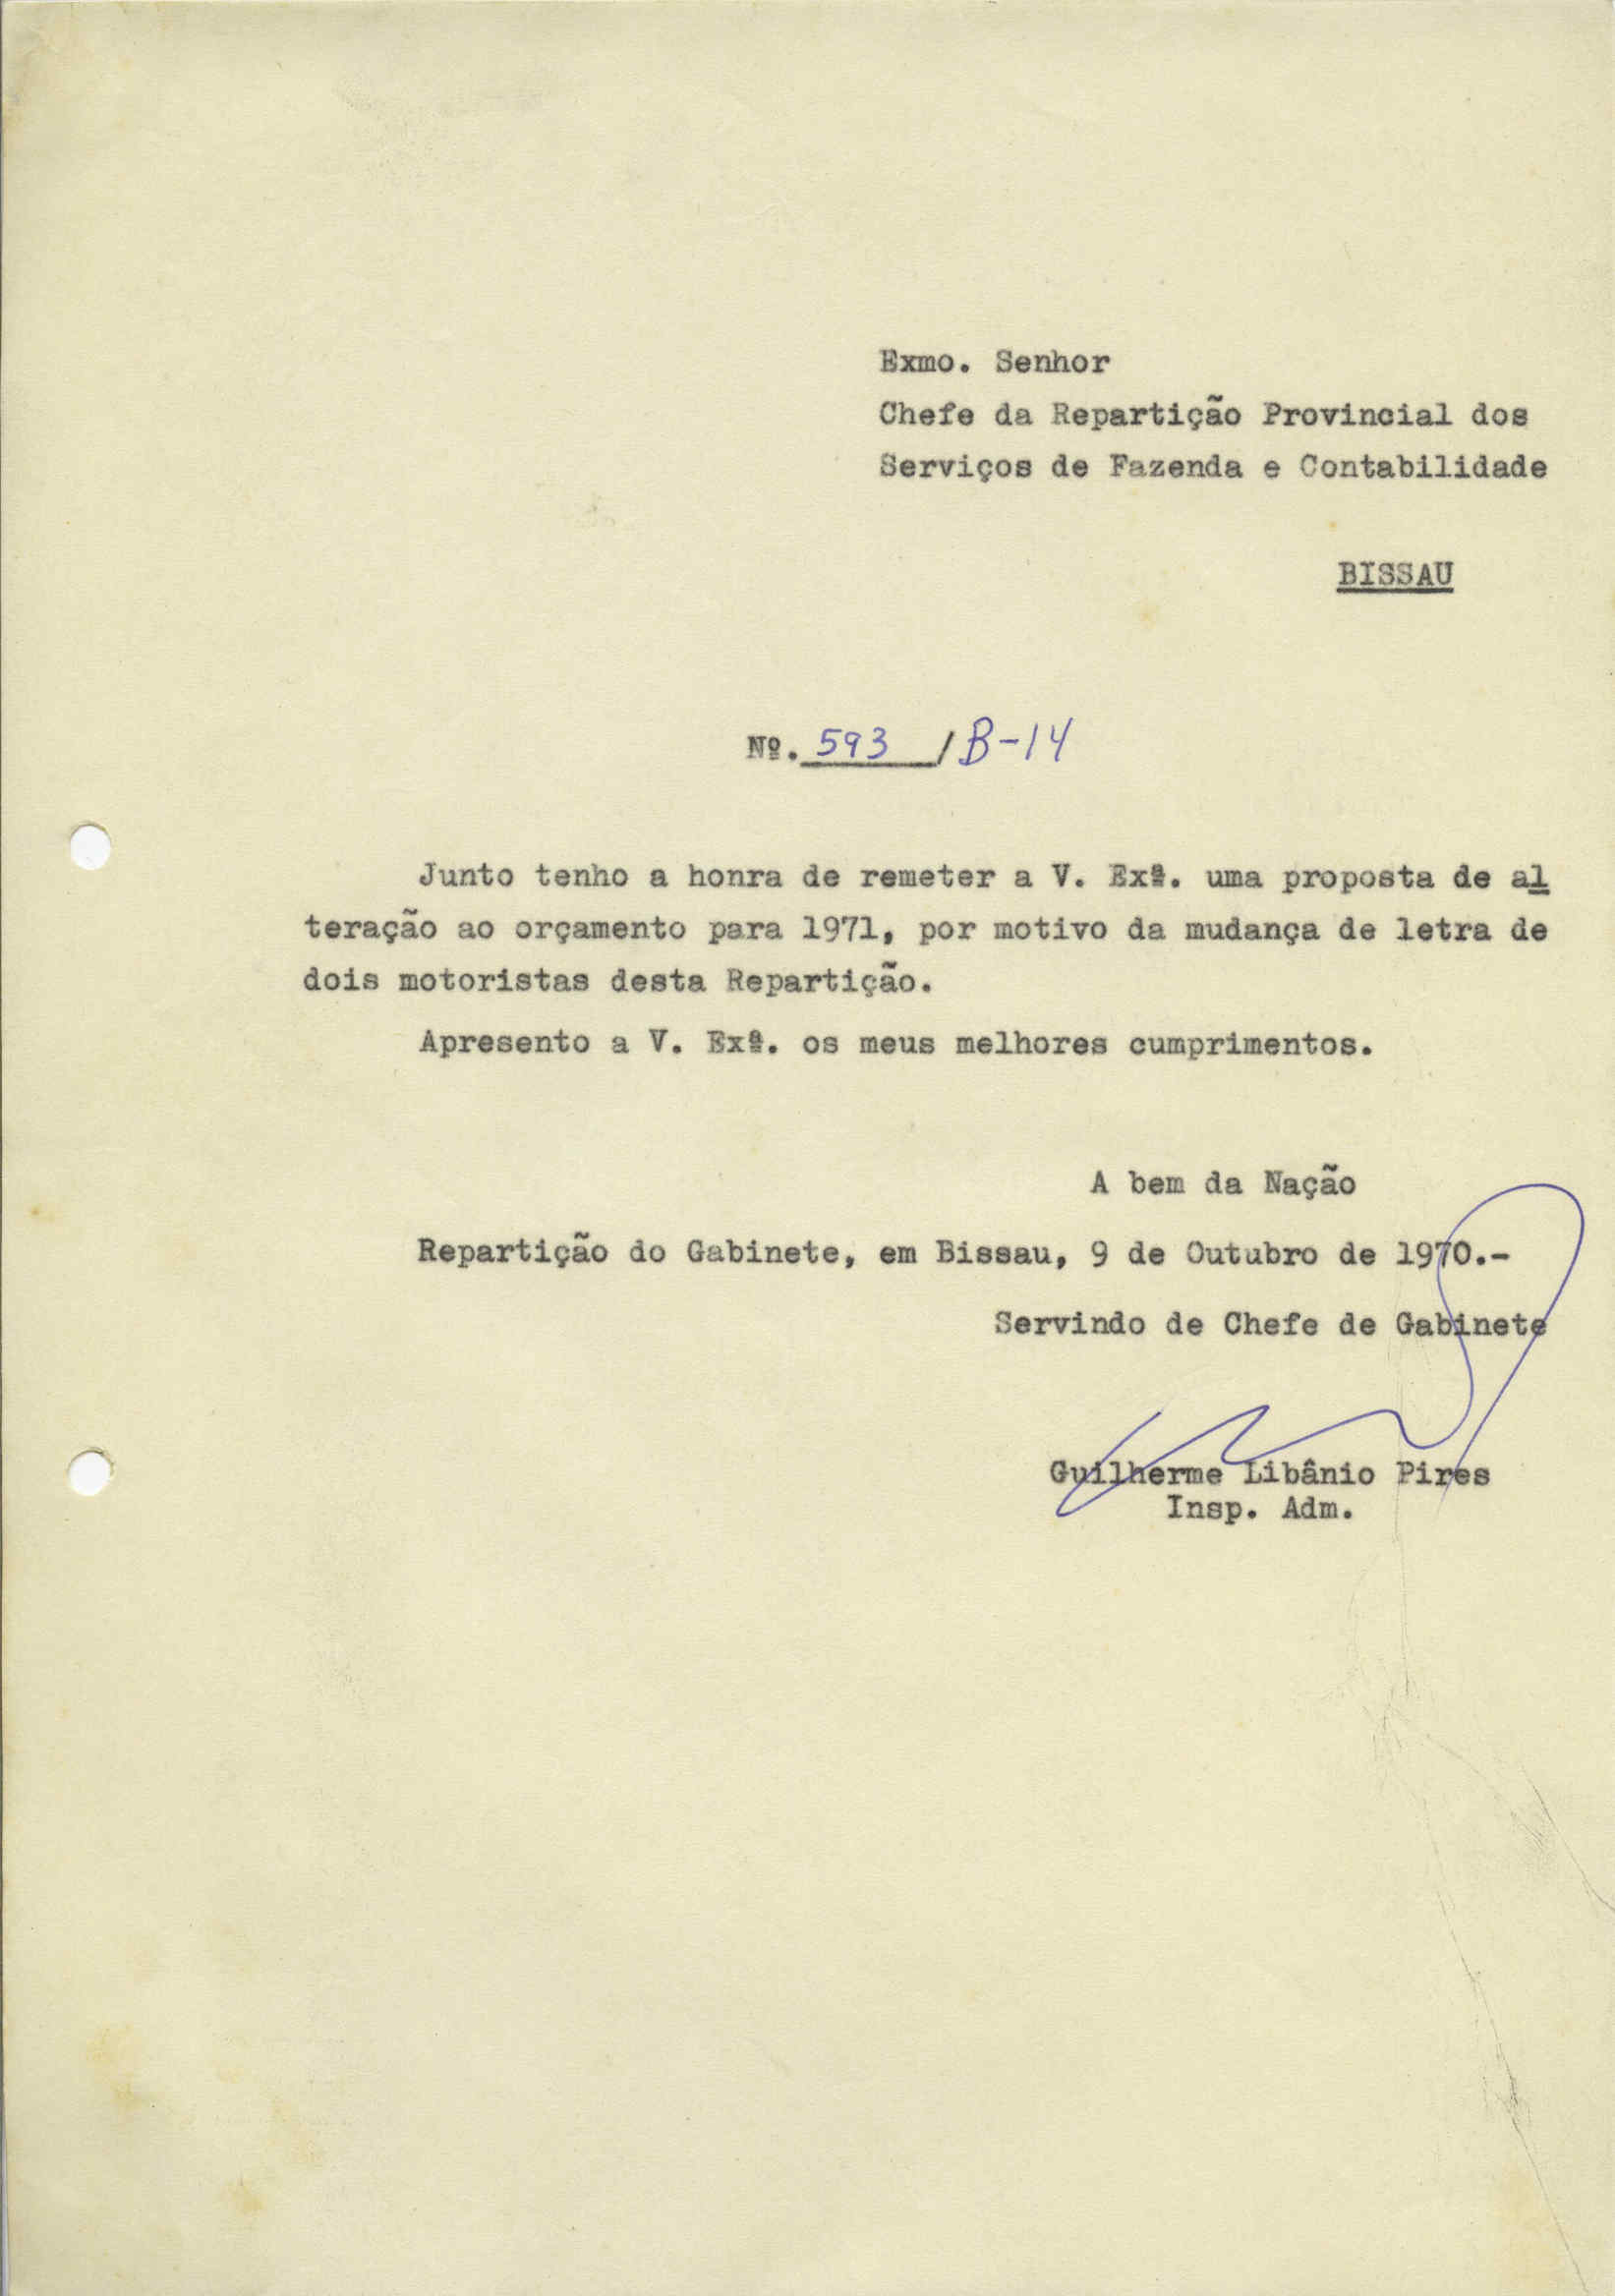 Exmo. Senhor
Chefe da Repartição Provincial dos
Serviços de Fazenda e Contabilidade
BISSAU
Nº. 593 /B-14
Junto tenho a honra de remeter a V. Exª. uma proposta de al
teração ao orçamento para 1971, por motivo da mudança de letra de
dois motoristas desta Repartição.
Apresento a V. Exª. os meus melhores cumprimentos.
A bem da Nação
Repartição do Gabinete, em Bissau, 9 de Outubro de 1970.-
Servindo de Chefe de Gabinete
Guilherme Libânio Pires
Insp. Adm.